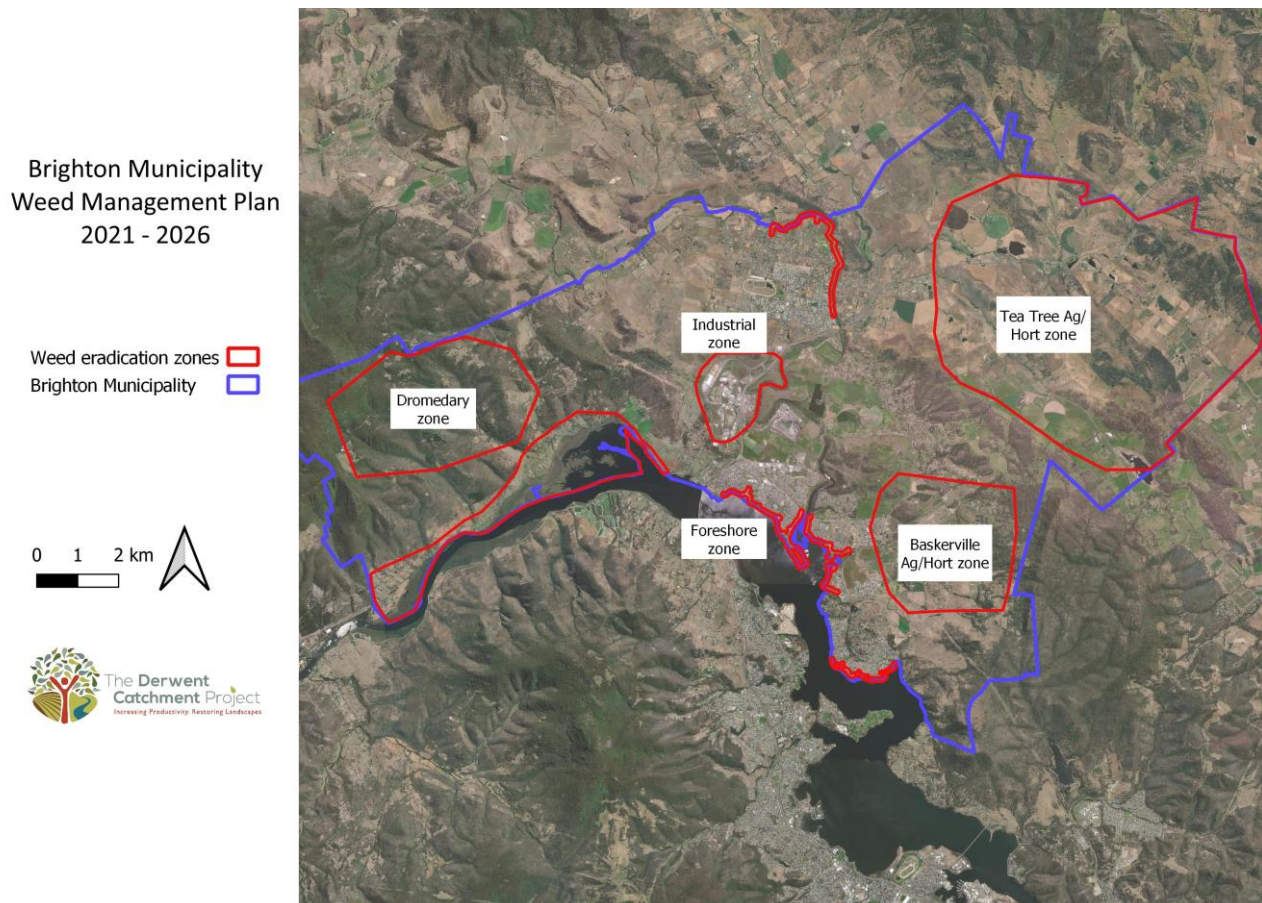 Brighton Municipality
Weed Management Plan
2021 - 2026
Weed eradication zones
Brighton Municipality
0 1 2 km
The Derwent
Catchment Project
Increasing Productivity. Restoring Landscapes
Industrial
zone
Tea Tree Ag/
Hort zone
Dromedary
zone
Foreshore
zone
Baskerville
Ag/Hort zone